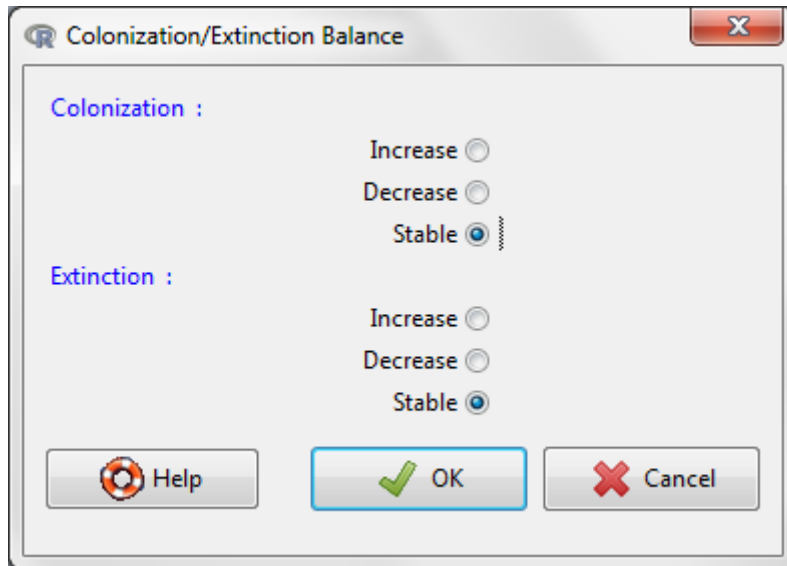 Colonization/Extinction Balance
Colonization :
Increase
Decrease
Stable
Extinction :
Increase
Decrease
Stable
Help
OK
Cancel